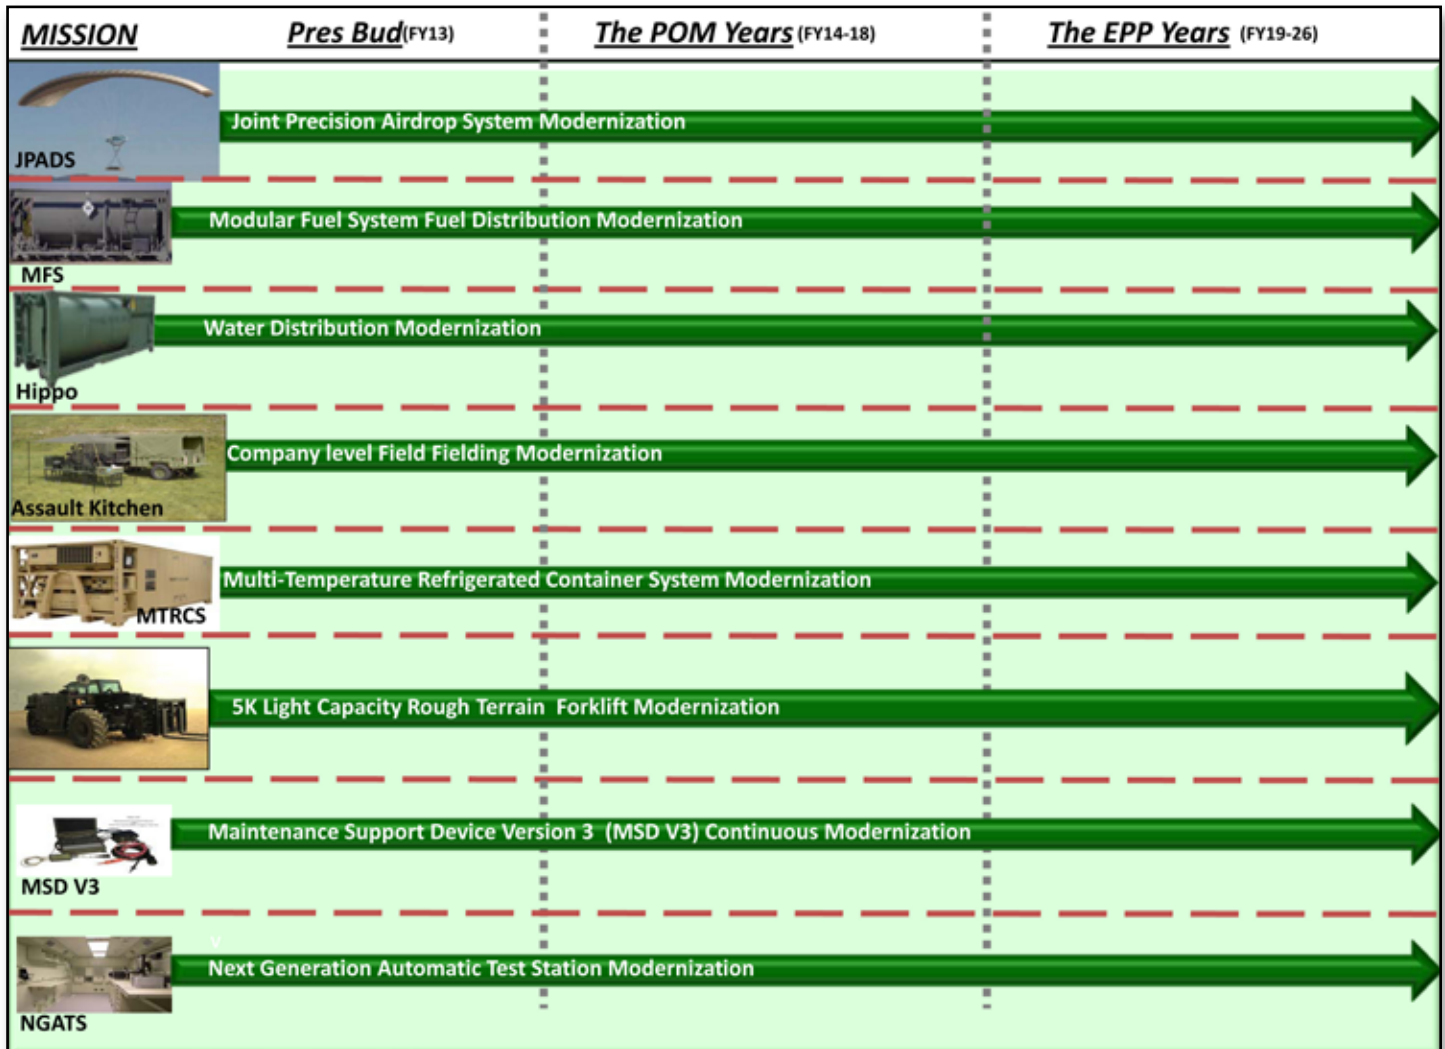 MISSION Pres Bud(FY13) The POM Years (FY14-18) The EPP Years (FY19-26)
Joint Precision Airdrop System Modernization
JPADS
Modular Fuel System Fuel Distribution Modernization
MFS
Water Distribution Modernization
Hippo
Company level Field Fielding Modernization
Assault Kitchen
Multi-Temperature Refrigerated Container System Modernization
MTRCS
5K Light Capacity Rough Terrain  Forklift Modernization
Maintenance Support Device Version 3  (MSD V3) Continuous Modernization
MSD V3
V
Next Generation Automatic Test Station Modernization
NGATS